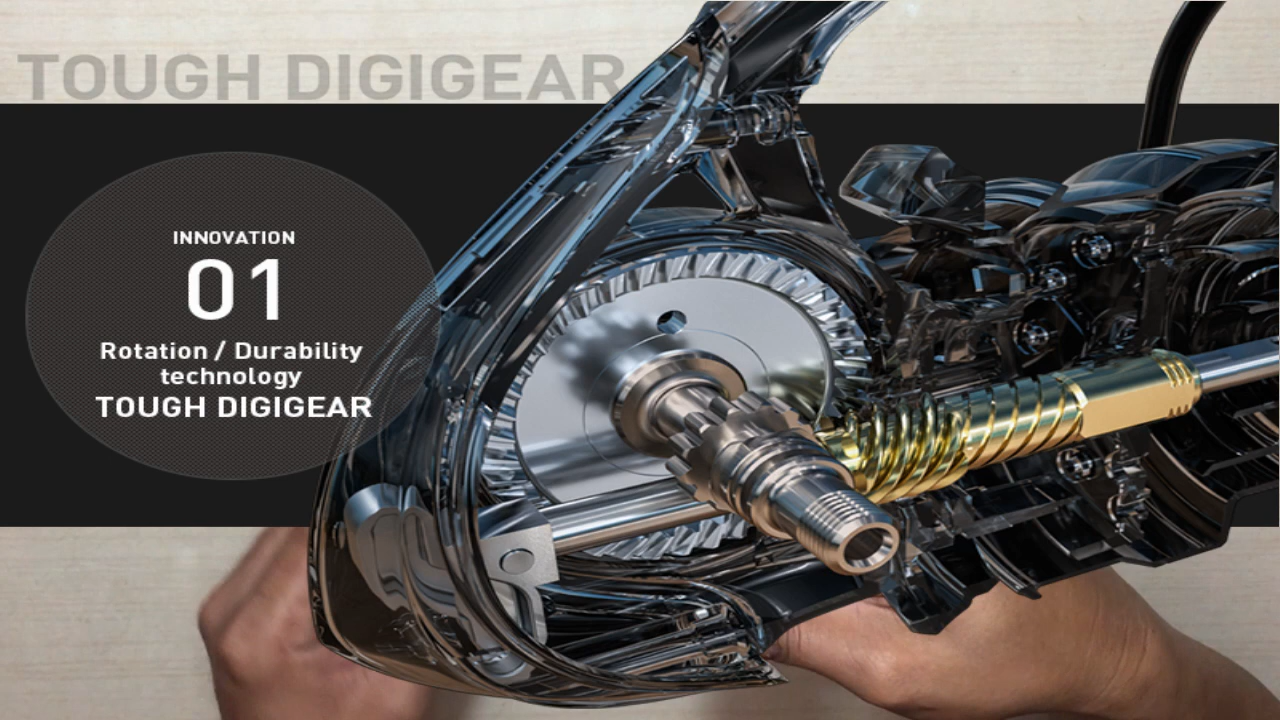 TOUGH DIGIGEAR
INNOVATION
01
Rotation / Durability
technology
TOUGH DIGIGEAR